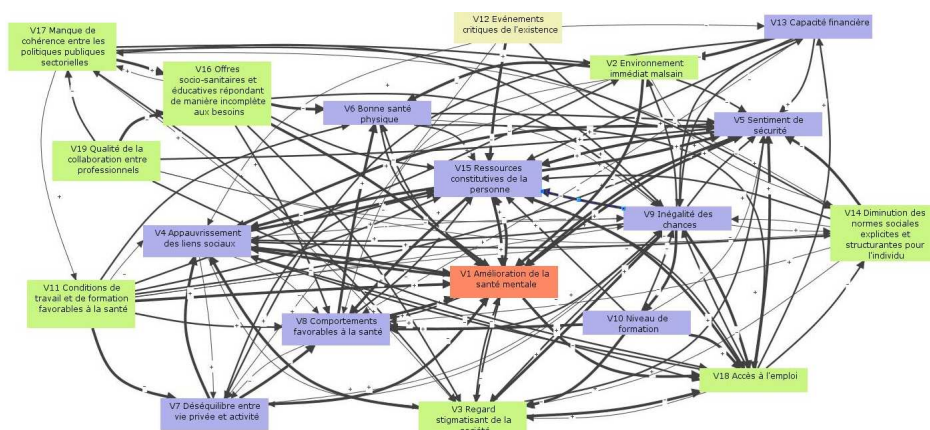 V12 Evénements
critiques de l'existence
V13 Capacité financière
V17 Manque de
cohérence entre les
politiques publiques
sectorielles
V16 Offres
socio-sanitaires et
éducatives répondant
de manière incomplète
aux besoins
V2 Environnement
immédiat malsain
V6 Bonne santé
physique
V5 Sentiment de
sécurité
V19 Qualité de la
collaboration entre
professionnels
V15 Ressources
constitutives de la
personne
V9 Inégalité des
chances
V14 Diminution des
normes sociales
explicites et
structurantes pour
l'individu
V4 Appauvrissement
des liens sociaux
V1 Amélioration de la
santé mentale
V11 Conditions de
travail et de formation
favorables à la santé
V8 Comportements
favorables à la santé
V10 Niveau de
formation
V18 Accès à l'emploi
V7 Déséquilibre entre
vie privée et activité
V3 Regard
stigmatisant de la
société